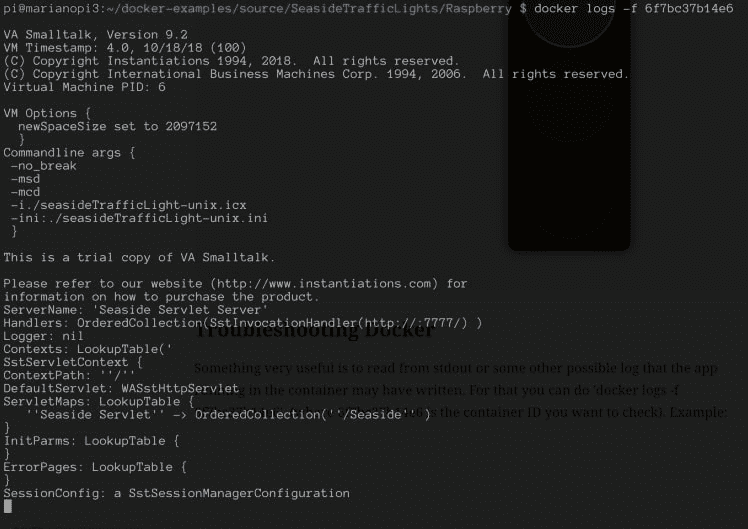 pi@marianopi3:~/docker-examples/source/SeasideTrafficLights/Raspberry $ docker logs -f 6f7bc37b14e6
VA Smalltalk, Version 9.2
VM Timestamp: 4.0, 10/18/18 (100)
(C) Copyright Instantiations 1994, 2018.  All rights reserved.
(C) Copyright International Business Machines Corp. 1994, 2006.  All rights reserved.
Virtual Machine PID: 6
VM Options {
  newSpaceSize set to 2097152
  }
Commandline args {
 -no_break
 -msd
 -mcd
 -i./seasideTrafficLight-unix.icx
 -ini:./seasideTrafficLight-unix.ini
 }
This is a trial copy of VA Smalltalk.
Please refer to our website (http://www.instantiations.com) for
information on how to purchase the product.
ServerName: 'Seaside Servlet Server'
Handlers: OrderedCollection(SstInvocationHandler(http://:7777/) )
Troubleshooting Docker
Logger: nil
Contexts: LookupTable('
SstServletContext {
Something very useful is to read from stdout or some other possible log that the app
ContextPath: ''/''
DefaultServlet: WASstHttpServlet
in the container may have written. For that you can do 'docker logs -f
ServletMaps: LookupTable {
   ''Seaside Servlet'' -> OrderedCollection(''/Seaside'' )
is the container ID you want to check). Example:
}
InitParms: LookupTable {
}
ErrorPages: LookupTable {
}
SessionConfig: a SstSessionManagerConfiguration